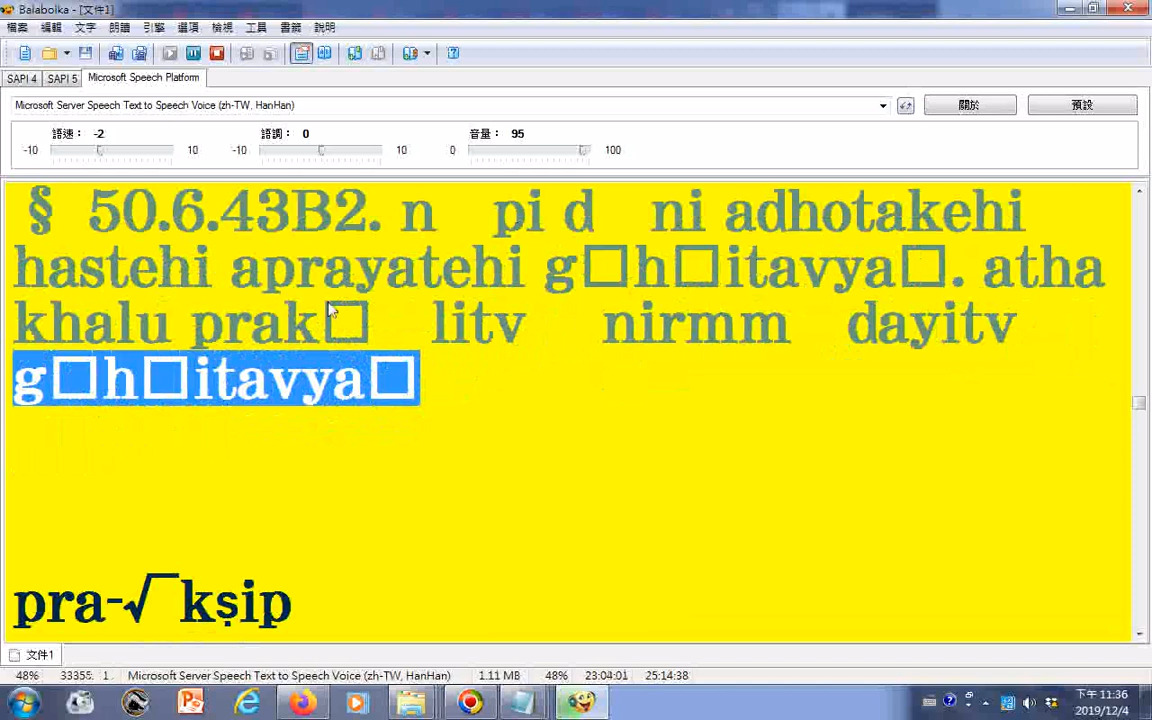 Balabolka - [文件1]
檔案 編輯 文字 朗讀 引擎 選項 檢視 工具 書籤 說明
SAPI 4 SAPI 5 Microsoft Speech Platform
Microsoft Server Speech Text to Speech Voice (zh-TW, HanHan) 關於 預設
語速： -2 語調： 0 音量： 95
-10 10 -10 10 0 100
§ 50.6.43B2. n pi d ni adhotakehi
hastehi aprayatehi g□h□itavya□. atha
khalu prak□ litv nirmm dayitv
g□h□itavya□
pra-√kṣip
文件1
48% 33355. 1. Microsoft Server Speech Text to Speech Voice (zh-TW, HanHan) 1.11 MB 48% 23:04:01 25:14:38
下午 11:36
2019/12/4